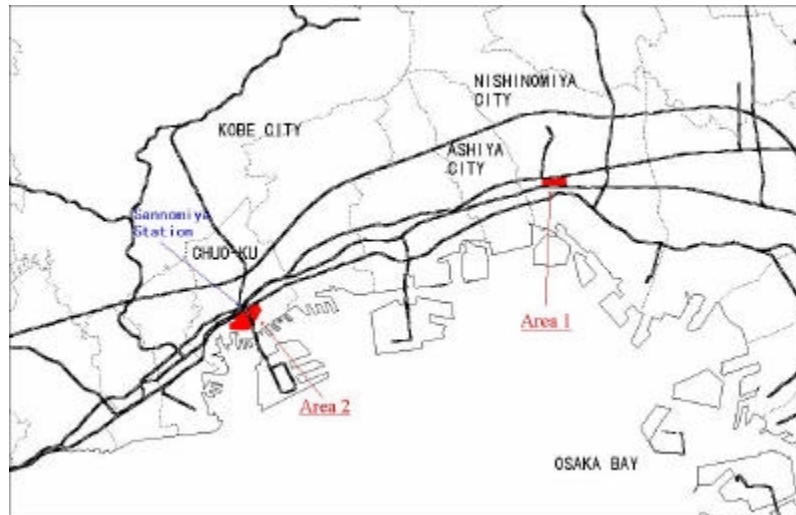 NISHINOMIYA
CITY
KOBE CITY
ASHIYA
CITY
Sannomiya
Station
CHUO-KU
Area 1
Area 2
OSAKA BAY